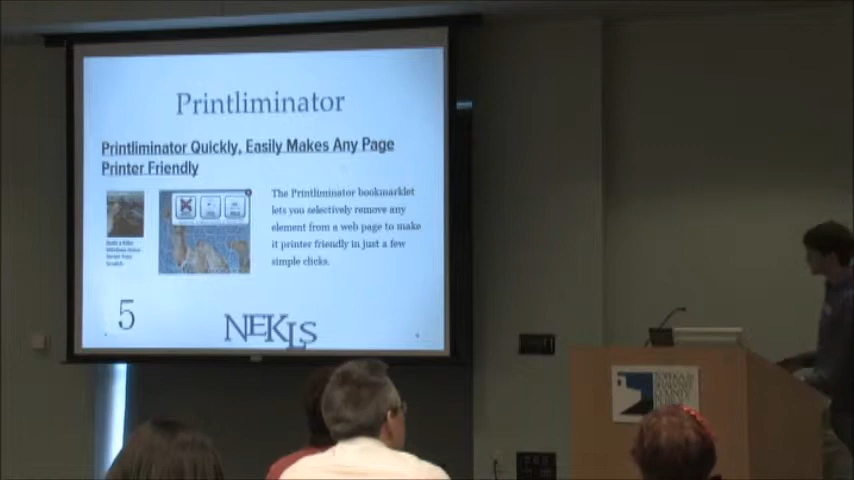 Printliminator
Printliminator Quickly, Easily Makes Any Page
Printer Friendly
The Printliminator bookmarklet
lets you selectively remove any
element from a web page to make
it printer friendly in just a few
simple clicks.
5
NEKLS